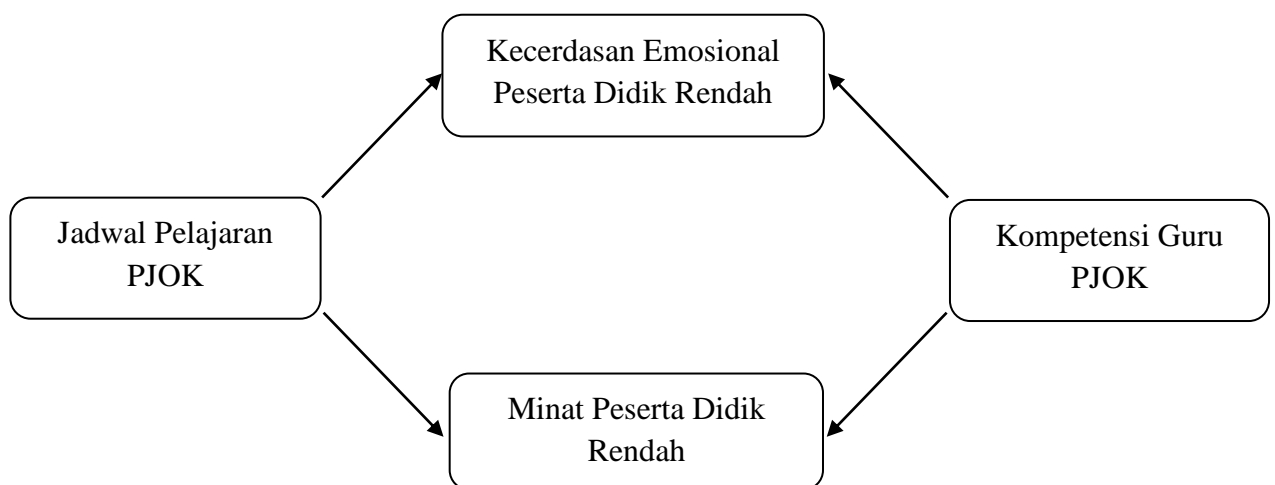 Kecerdasan Emosional
Peserta Didik Rendah
Jadwal Pelajaran
PJOK
Kompetensi Guru
PJOK
Minat Peserta Didik
Rendah